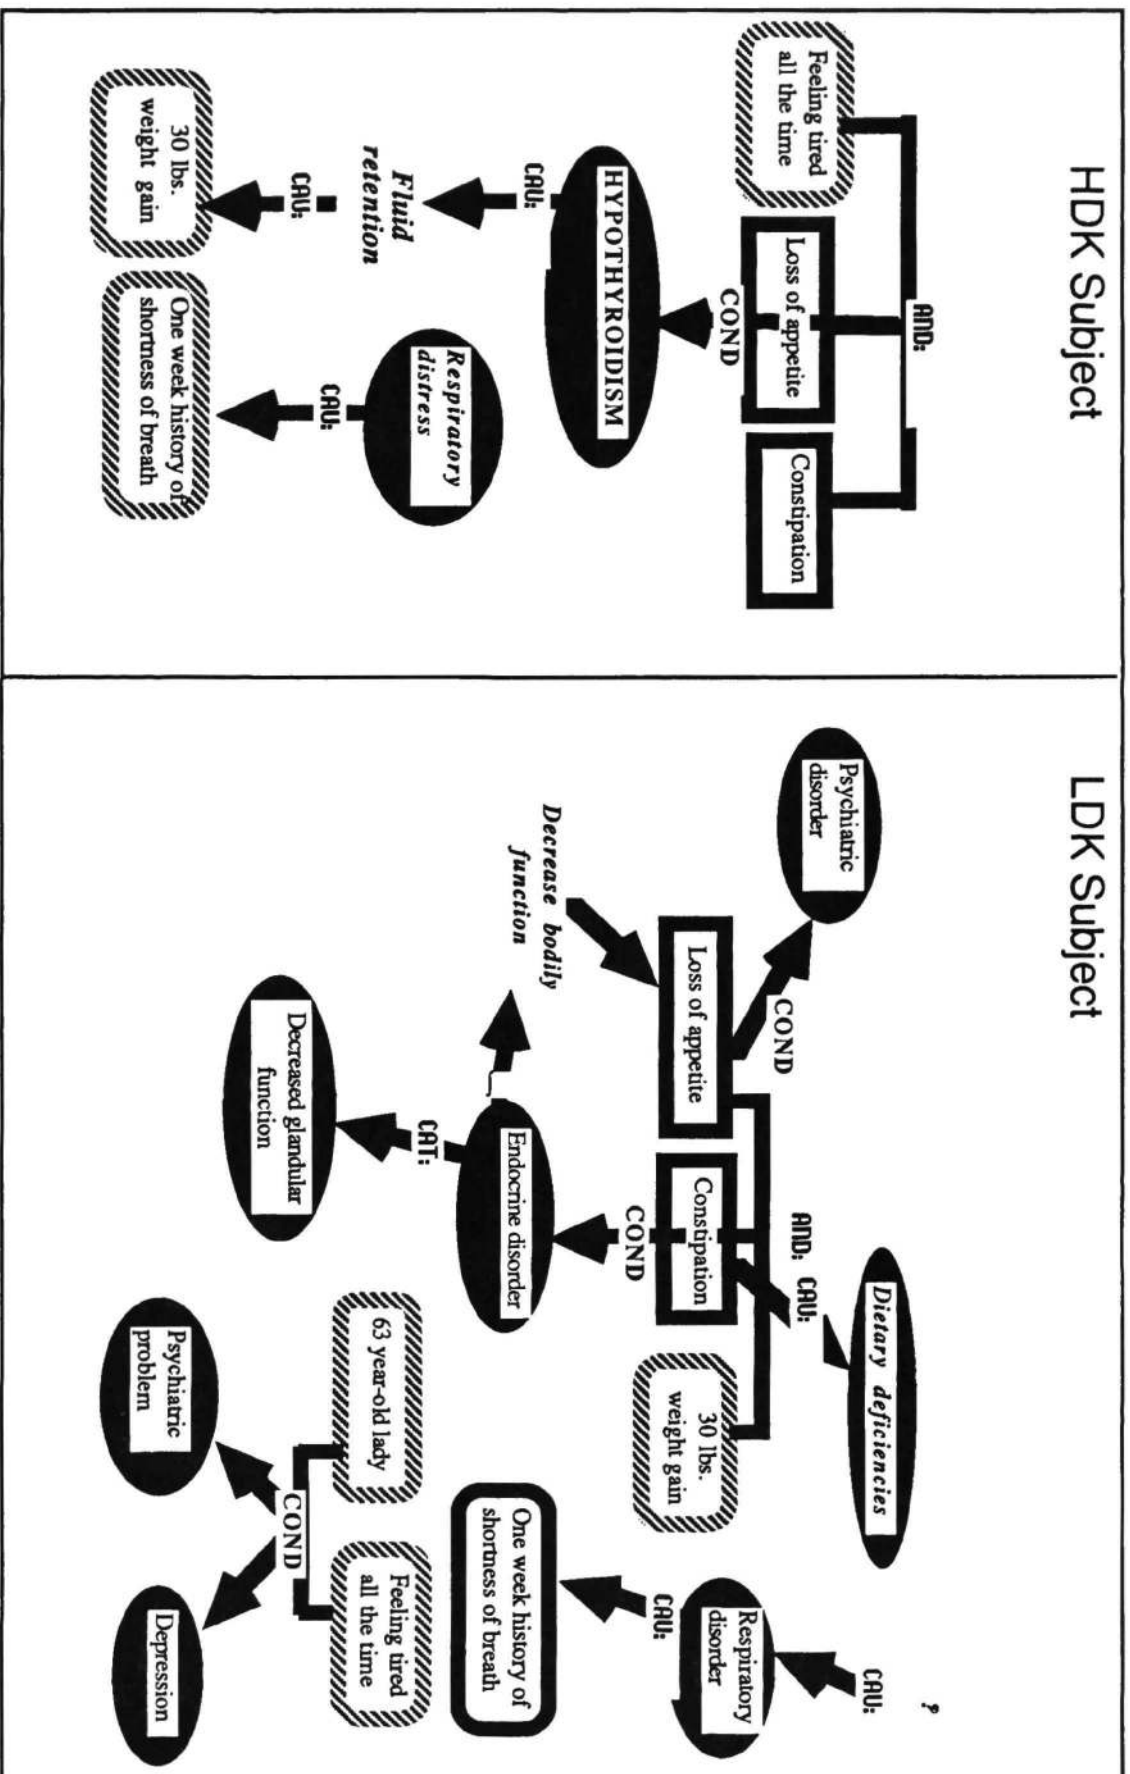 HDK Subject
AND:
Feeling tired
all the time
Loss of appetite
Constipation
COND
HYPOTHYROIDISM
CAU:
Fluid
retention
CAU:
30 lbs.
weight gain
Respiratory
distress
CAU:
One week history of
shortness of breath
LDK Subject
Psychiatric
disorder
COND
Dietary deficiencies
AND:
CAU:
Loss of appetite
Constipation
30 lbs.
weight gain
Decrease bodily
function
COND
Endocrine disorder
CAT:
Decreased glandular
function
?
CAU:
Respiratory
disorder
CAU:
One week history of
shortness of breath
63 year-old lady
Feeling tired
all the time
COND
Psychiatric
problem
Depression